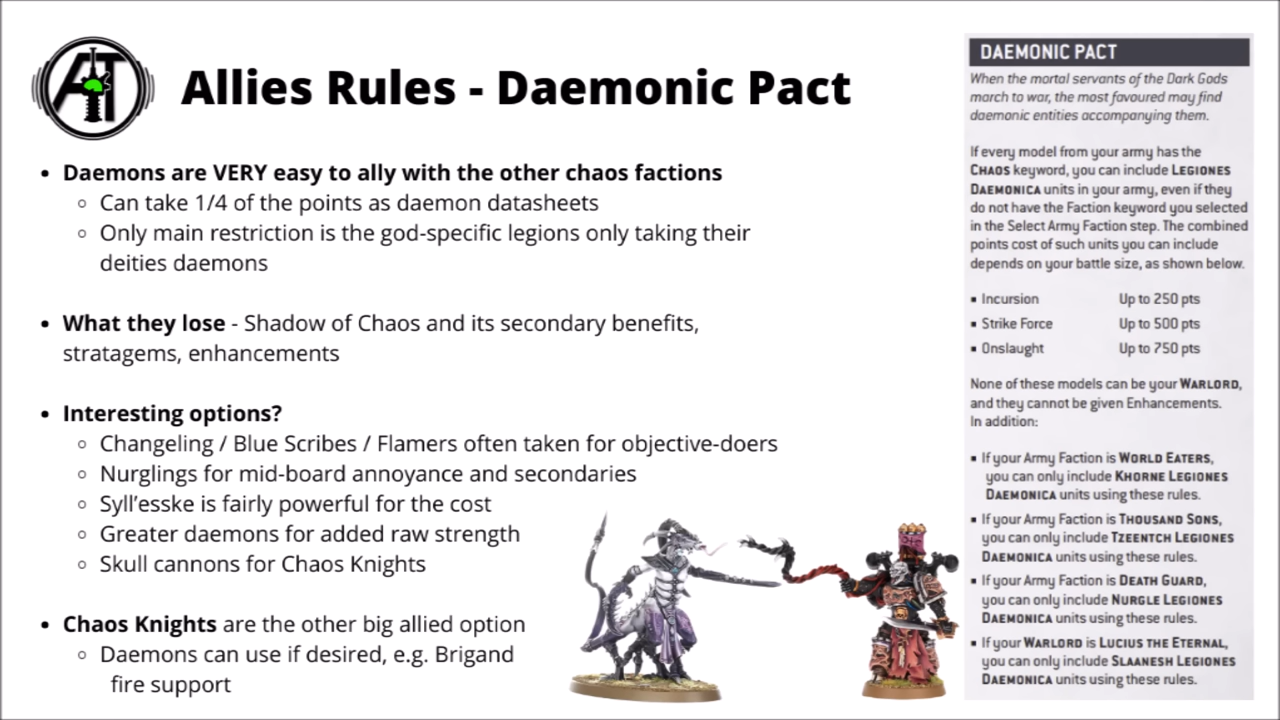 AT
Allies Rules - Daemonic Pact
• Daemons are VERY easy to ally with the other chaos factions
○ Can take 1/4 of the points as daemon datasheets
○ Only main restriction is the god-specific legions only taking their
deities daemons
• What they lose - Shadow of Chaos and its secondary benefits,
stratagems, enhancements
• Interesting options?
○ Changeling / Blue Scribes / Flamers often taken for objective-doers
○ Nurglings for mid-board annoyance and secondaries
○ Syll’esske is fairly powerful for the cost
○ Greater daemons for added raw strength
○ Skull cannons for Chaos Knights
• Chaos Knights are the other big allied option
○ Daemons can use if desired, e.g. Brigand
fire support
DAEMONIC PACT
When the mortal servants of the Dark Gods
march to war, the most favoured may find
daemonic entities accompanying them.
If every model from your army has the
CHAOS keyword, you can include LEGIONES
DAEMONICA units in your army, even if they
do not have the Faction keyword you selected
in the Select Army Faction step. The combined
points cost of such units you can include
depends on your battle size, as shown below.
▪ Incursion Up to 250 pts
▪ Strike Force Up to 500 pts
▪ Onslaught Up to 750 pts
None of these models can be your WARLORD,
and they cannot be given Enhancements.
In addition:
▪ If your Army Faction is WORLD EATERS,
you can only include KHORNE LEGIONES
DAEMONICA units using these rules.
▪ If your Army Faction is THOUSAND SONS,
you can only include TZEENTCH LEGIONES
DAEMONICA units using these rules.
▪ If your Army Faction is DEATH GUARD,
you can only include NURGLE LEGIONES
DAEMONICA units using these rules.
▪ If your WARLORD is LUCIUS THE ETERNAL,
you can only include SLAANESH LEGIONES
DAEMONICA units using these rules.